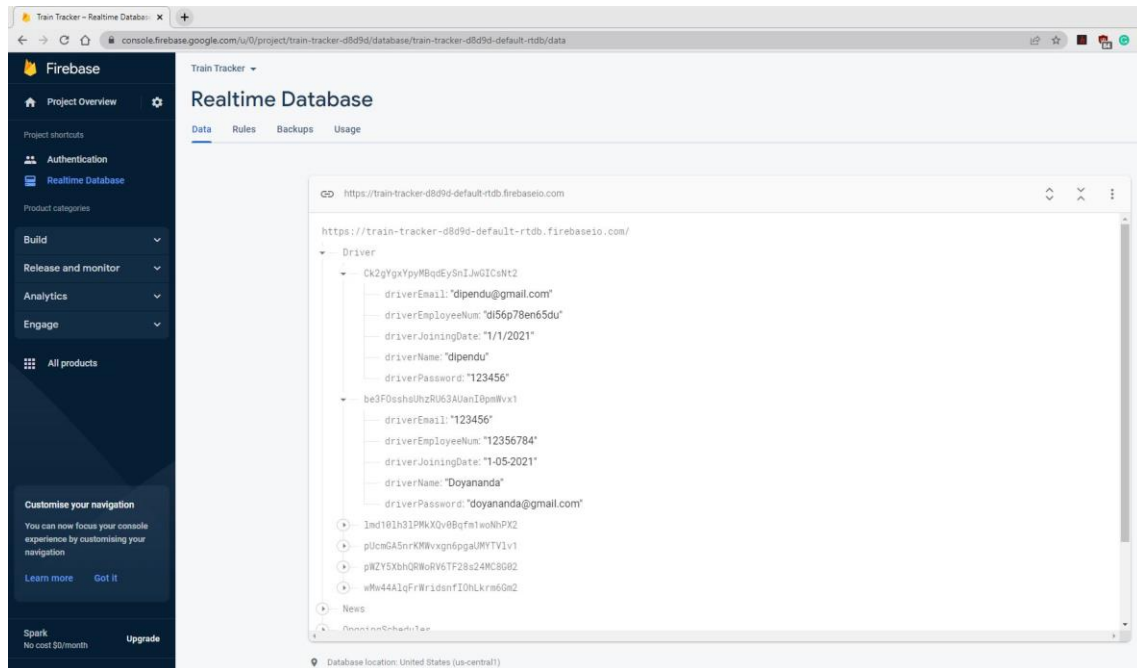 Train Tracker – Realtime Databas
console.firebase.google.com/u/0/project/train-tracker-d8d9d/database/train-tracker-d8d9d-default-rtdb/data
Firebase
Project Overview
Project shortcuts
Authentication
Realtime Database
Product categories
Build
Release and monitor
Analytics
Engage
All products
Customise your navigation
You can now focus your console
experience by customising your
navigation
Learn more Got it
Spark
No cost $0/month
Upgrade
Train Tracker
Realtime Database
Data Rules Backups Usage
https://train-tracker-d8d9d-default-rtdb.firebaseio.com
https://train-tracker-d8d9d-default-rtdb.firebaseio.com/
Driver
Ck2gYgxYpyMBqdEySnIJwGICsNt2
driverEmail: "dipendu@gmail.com"
driverEmployeeNum: "di56p78en65du"
driverJoiningDate: "1/1/2021"
driverName: "dipendu"
driverPassword: "123456"
be3FOsshsUhzRU63AUanI0pmWvx1
driverEmail: "123456"
driverEmployeeNum: "12356784"
driverJoiningDate: "1-05-2021"
driverName: "Doyananda"
driverPassword: "doyananda@gmail.com"
lmd10lh3lPMkXQv0Bqfm1woNhPX2
pUcmGA5nrKMWvxgn6pgaUMYTVlv1
pWZY5XbhQRWoRV6TF28s24MC8G02
wMw44AlqFrWridsnfIOhLkrm6Gm2
News
OngoingScheduler
Database location: United States (us-central1)